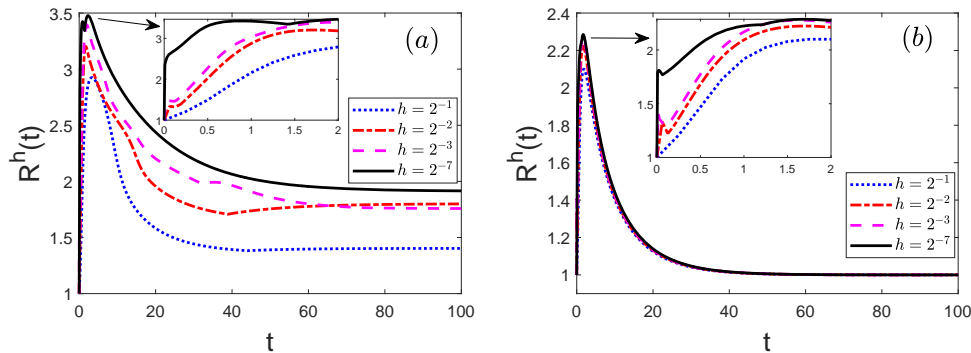 (a)
R^h(t)
3.5
3
2.5
2
1.5
1
0 20 40 60 80 100
t
3
2
1
0 0.5 1 1.5 2
h = 2^{-1}
h = 2^{-2}
h = 2^{-3}
h = 2^{-7}
(b)
R^h(t)
2.4
2.2
2
1.8
1.6
1.4
1.2
1
0 20 40 60 80 100
t
2
1.5
1
0 0.5 1 1.5 2
h = 2^{-1}
h = 2^{-2}
h = 2^{-3}
h = 2^{-7}